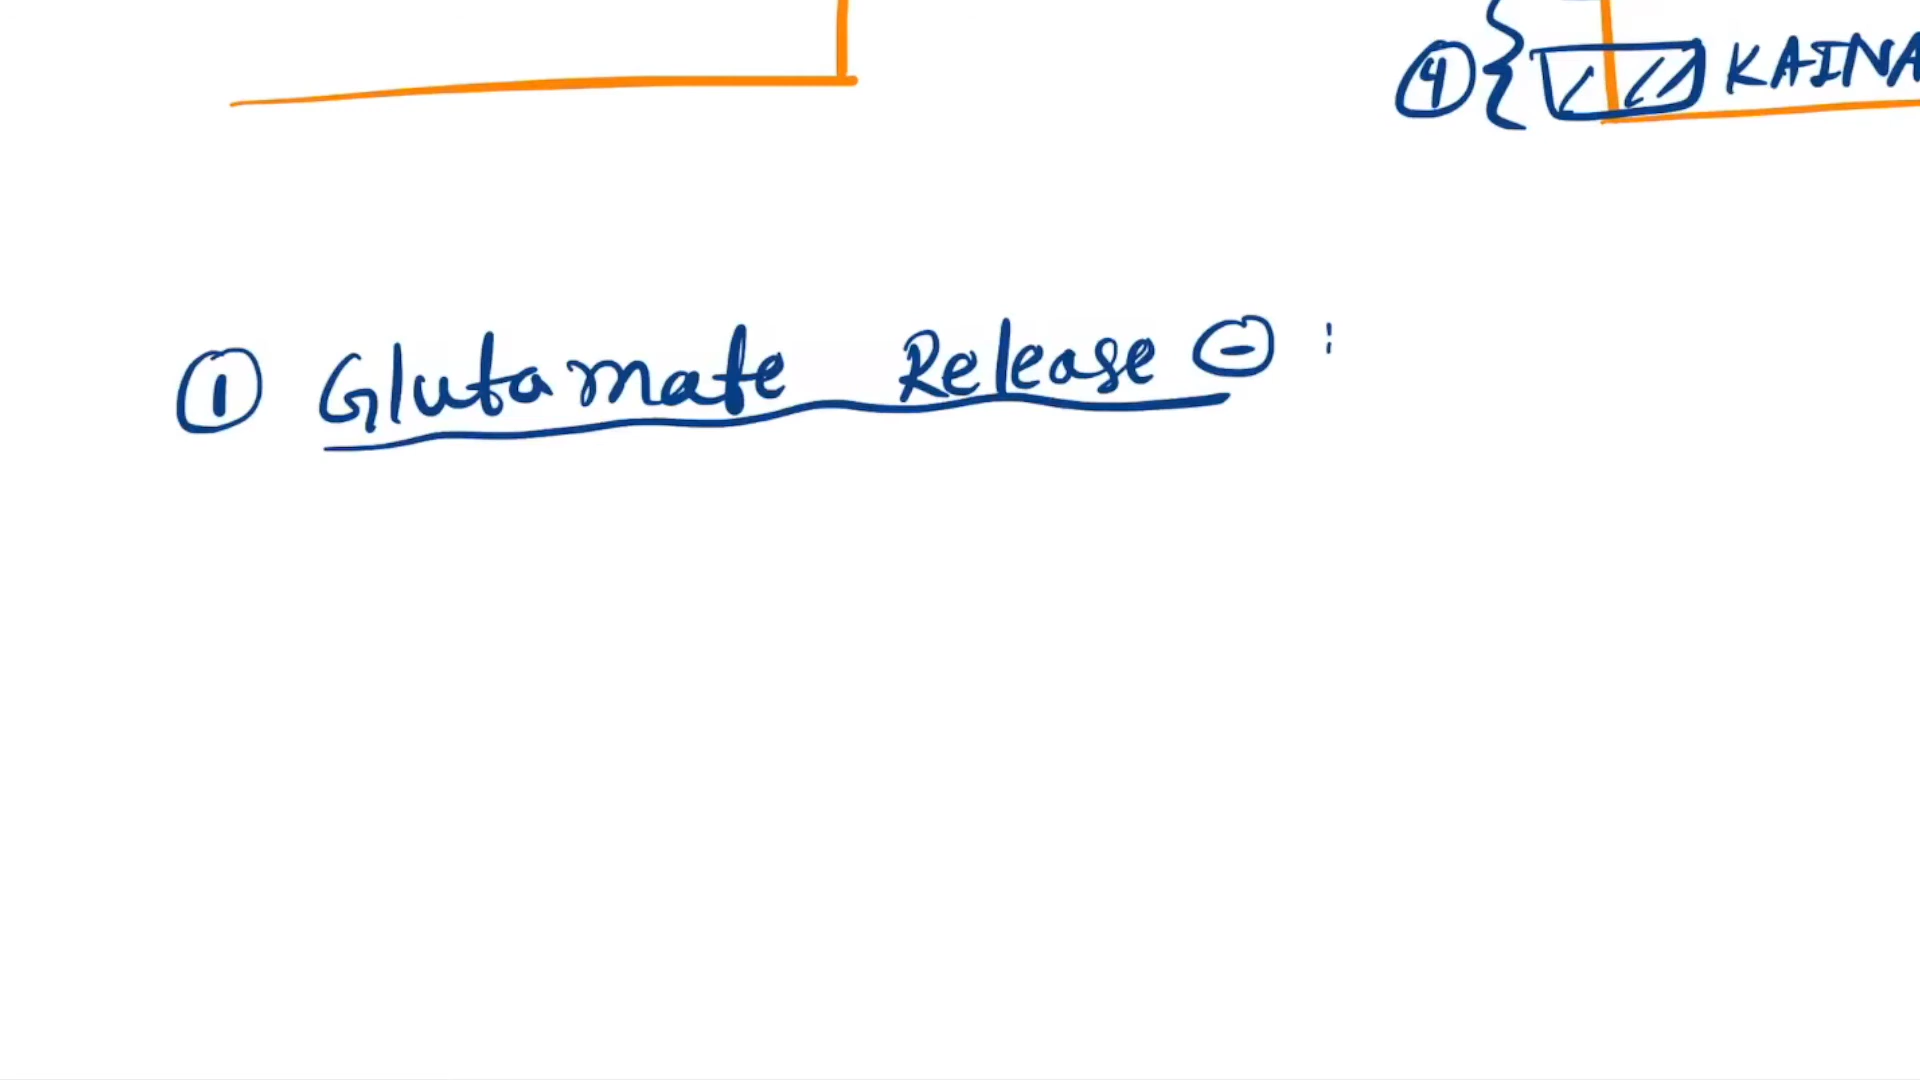 ④ { KAINA
① Glutamate Release ⊖ :